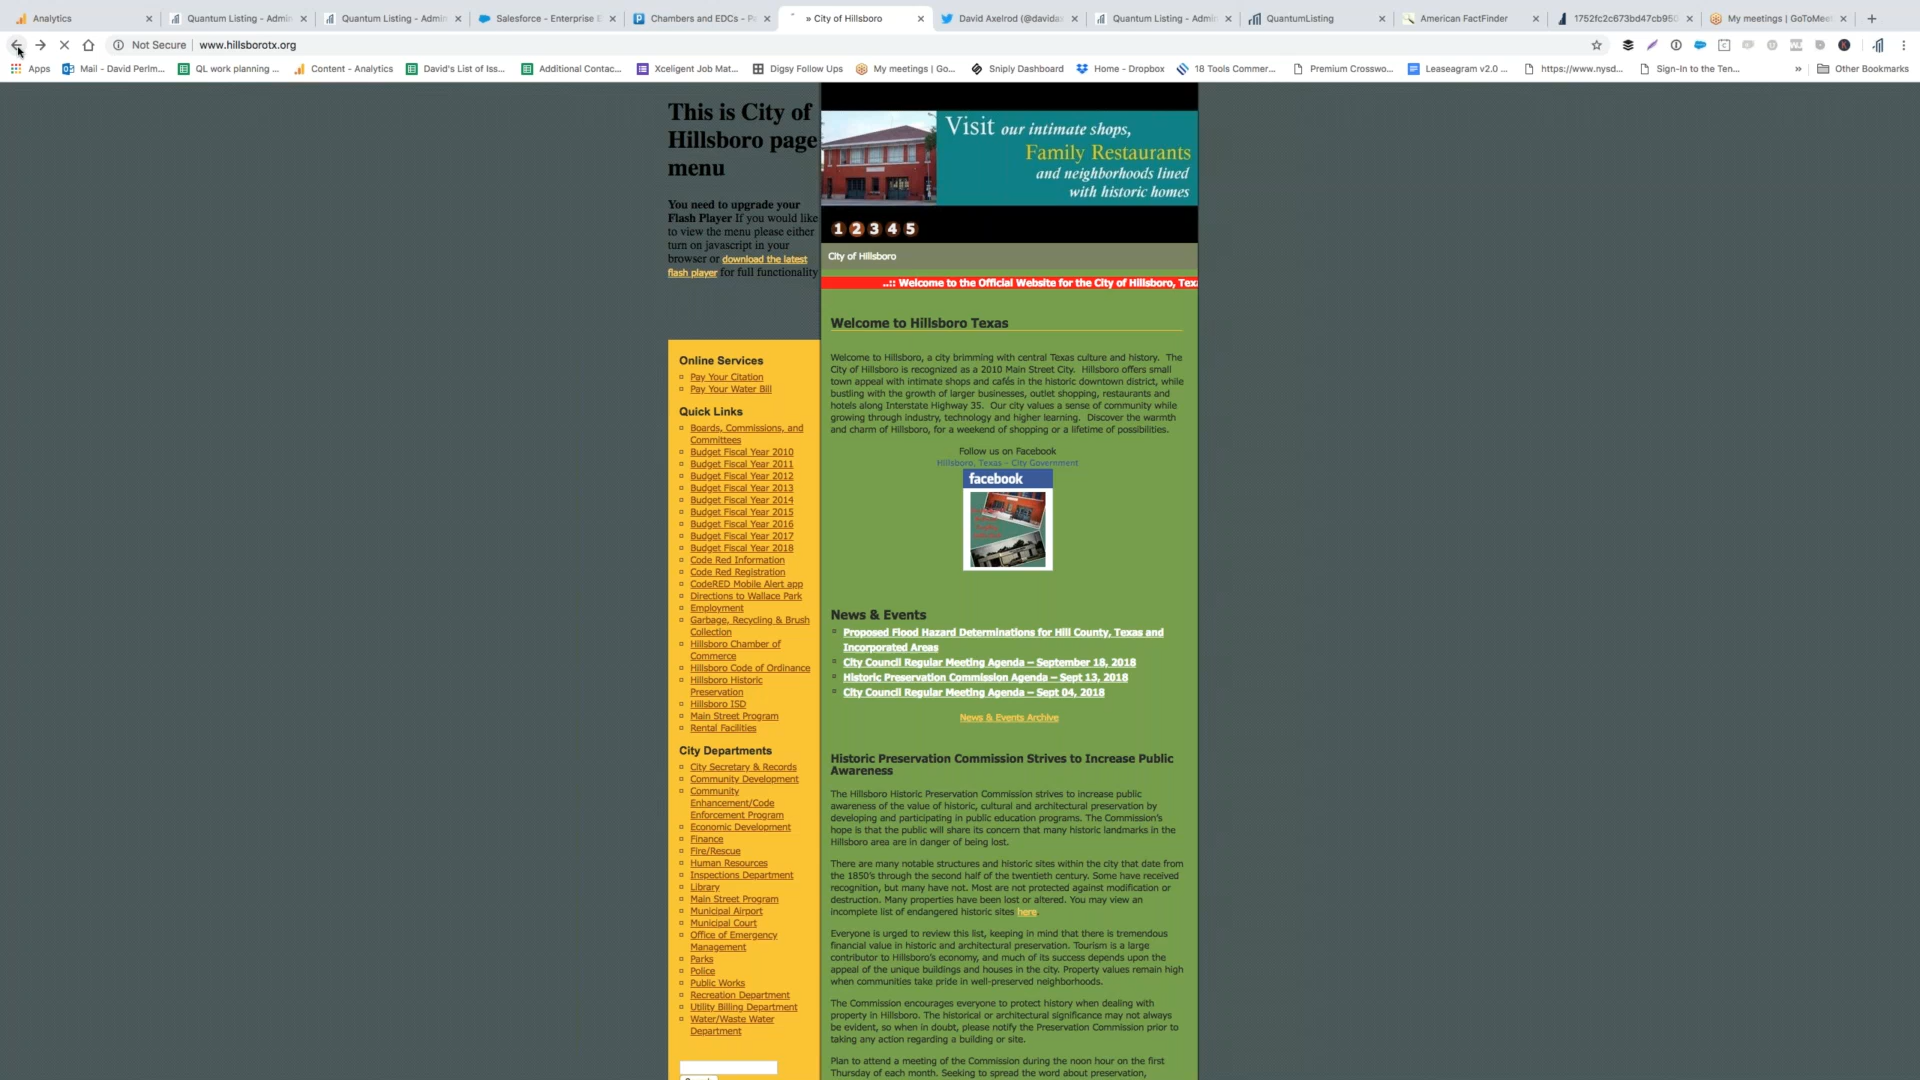 Analytics
Quantum Listing - Admin
Quantum Listing - Admin
Salesforce - Enterprise E
Chambers and EDCs - P
» City of Hillsboro
David Axelrod (@davidax
Quantum Listing - Admin
QuantumListing
American FactFinder
1752fc2c673bd47cb950
My meetings | GoToMeet
Not Secure
www.hillsborotx.org
Apps
Mail - David Perlm...
QL work planning ...
Content - Analytics
David's List of Iss...
Additional Contac...
Xceligent Job Mat...
Digsy Follow Ups
My meetings | Go...
Sniply Dashboard
Home - Dropbox
18 Tools Commer...
Premium Crosswo...
Leaseagram v2.0 ...
https://www.nysd...
Sign-In to the Ten...
»
Other Bookmarks
This is City of
Hillsboro page
menu
You need to upgrade your
Flash Player If you would like
to view the menu please either
turn on javascript in your
browser or download the latest
flash player for full functionality
Visit our intimate shops,
Family Restaurants
and neighborhoods lined
with historic homes
1 2 3 4 5
City of Hillsboro
..:: Welcome to the Official Website for the City of Hillsboro, Tex
Online Services
Pay Your Citation
Pay Your Water Bill
Quick Links
Boards, Commissions, and
Committees
Budget Fiscal Year 2010
Budget Fiscal Year 2011
Budget Fiscal Year 2012
Budget Fiscal Year 2013
Budget Fiscal Year 2014
Budget Fiscal Year 2015
Budget Fiscal Year 2016
Budget Fiscal Year 2017
Budget Fiscal Year 2018
Code Red Information
Code Red Registration
CodeRED Mobile Alert app
Directions to Wallace Park
Employment
Garbage, Recycling & Brush
Collection
Hillsboro Chamber of
Commerce
Hillsboro Code of Ordinance
Hillsboro Historic
Preservation
Hillsboro ISD
Main Street Program
Rental Facilities
City Departments
City Secretary & Records
Community Development
Community
Enhancement/Code
Enforcement Program
Economic Development
Finance
Fire/Rescue
Human Resources
Inspections Department
Library
Main Street Program
Municipal Airport
Municipal Court
Office of Emergency
Management
Parks
Police
Public Works
Recreation Department
Utility Billing Department
Water/Waste Water
Department
Welcome to Hillsboro Texas
Welcome to Hillsboro, a city brimming with central Texas culture and history. The
City of Hillsboro is recognized as a 2010 Main Street City. Hillsboro offers small
town appeal with intimate shops and cafés in the historic downtown district, while
bustling with the growth of larger businesses, outlet shopping, restaurants and
hotels along Interstate Highway 35. Our city values a sense of community while
growing through industry, technology and higher learning. Discover the warmth
and charm of Hillsboro, for a weekend of shopping or a lifetime of possibilities.
Follow us on Facebook
Hillsboro, Texas - City Government
facebook
News & Events
Proposed Flood Hazard Determinations for Hill County, Texas and
Incorporated Areas
City Council Regular Meeting Agenda – September 18, 2018
Historic Preservation Commission Agenda – Sept 13, 2018
City Council Regular Meeting Agenda – Sept 04, 2018
News & Events Archive
Historic Preservation Commission Strives to Increase Public
Awareness
The Hillsboro Historic Preservation Commission strives to increase public
awareness of the value of historic, cultural and architectural preservation by
developing and participating in public education programs. The Commission's
hope is that the public will share its concern that many historic landmarks in the
Hillsboro area are in danger of being lost.
There are many notable structures and historic sites within the city that date from
the 1850's through the second half of the twentieth century. Some have received
recognition, but many have not. Most are not protected against modification or
destruction. Many properties have been lost or altered. You may view an
incomplete list of endangered historic sites here.
Everyone is urged to review this list, keeping in mind that there is tremendous
financial value in historic and architectural preservation. Tourism is a large
contributor to Hillsboro's economy, and much of its success depends upon the
appeal of the unique buildings and houses in the city. Property values remain high
when communities take pride in well-preserved neighborhoods.
The Commission encourages everyone to protect history when dealing with
property in Hillsboro. The historical or architectural significance may not always
be evident, so when in doubt, please notify the Preservation Commission prior to
taking any action regarding a building or site.
Plan to attend a meeting of the Commission during the noon hour on the first
Thursday of each month. Seeking to spread the word about preservation,